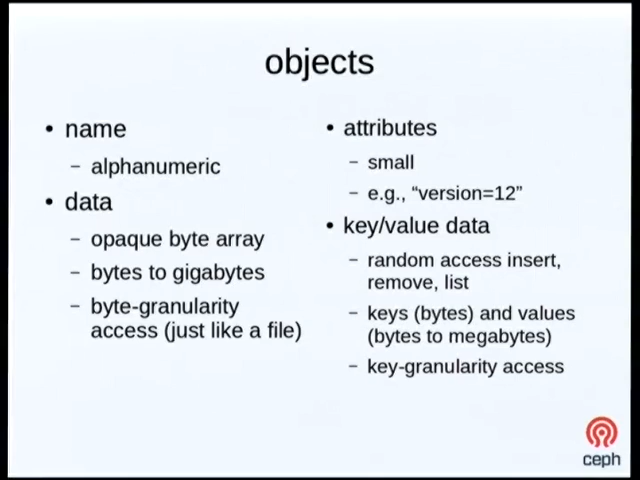 objects
• name
– alphanumeric
• data
– opaque byte array
– bytes to gigabytes
– byte-granularity
access (just like a file)
• attributes
– small
– e.g., “version=12”
• key/value data
– random access insert,
remove, list
– keys (bytes) and values
(bytes to megabytes)
– key-granularity access
ceph